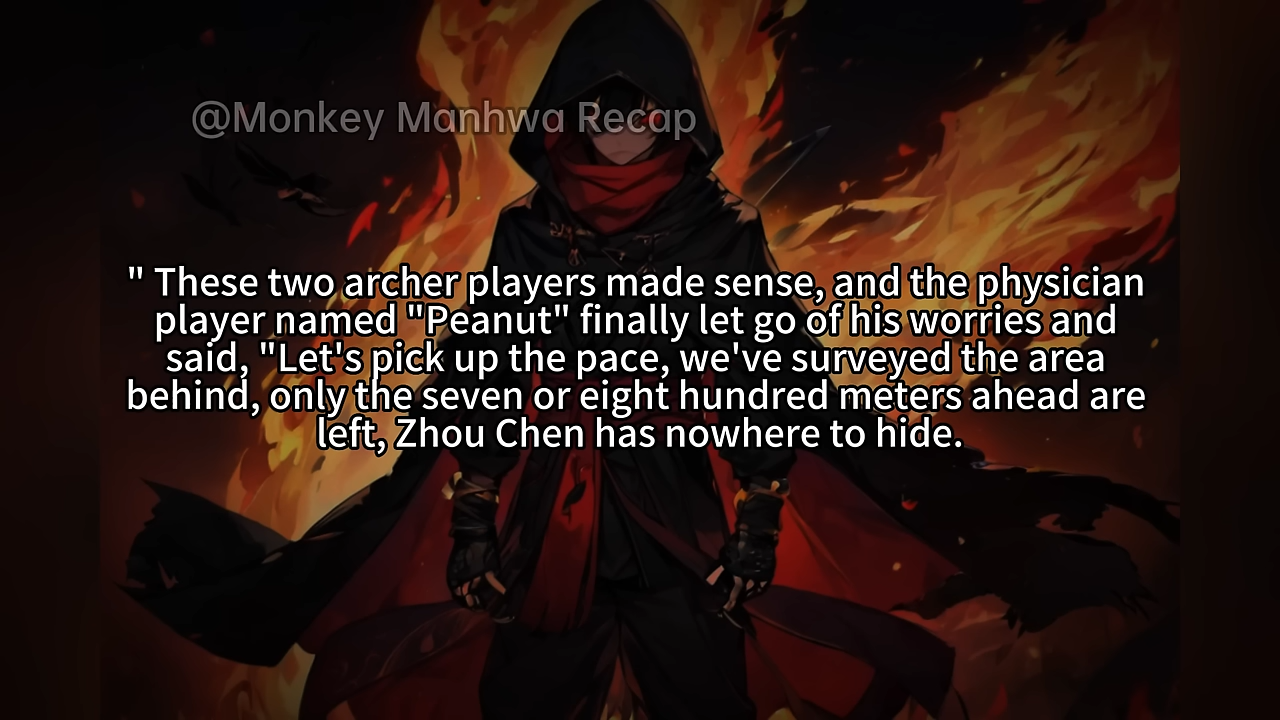 @Monkey Manhwa Recap
" These two archer players made sense, and the physician
player named "Peanut" finally let go of his worries and
said, "Let's pick up the pace, we've surveyed the area
behind, only the seven or eight hundred meters ahead are
left, Zhou Chen has nowhere to hide.